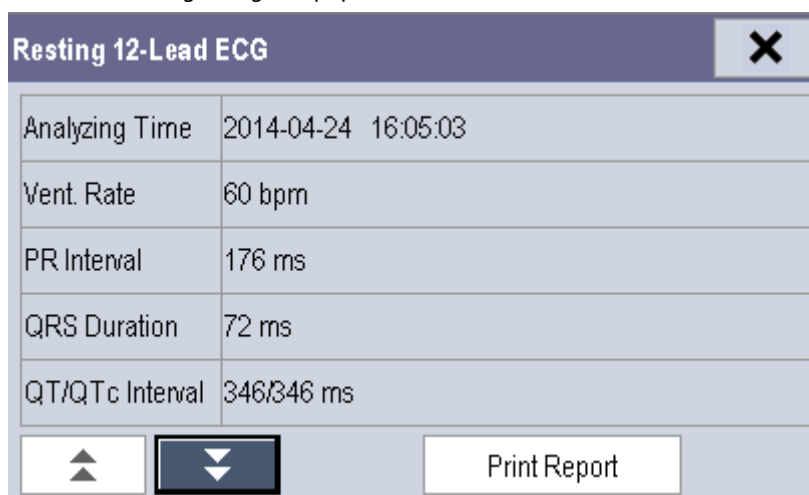 Resting 12-Lead ECG
Analyzing Time 2014-04-24 16:05:03
Vent. Rate 60 bpm
PR Interval 176 ms
QRS Duration 72 ms
QT/QTc Interval 346/346 ms
Print Report